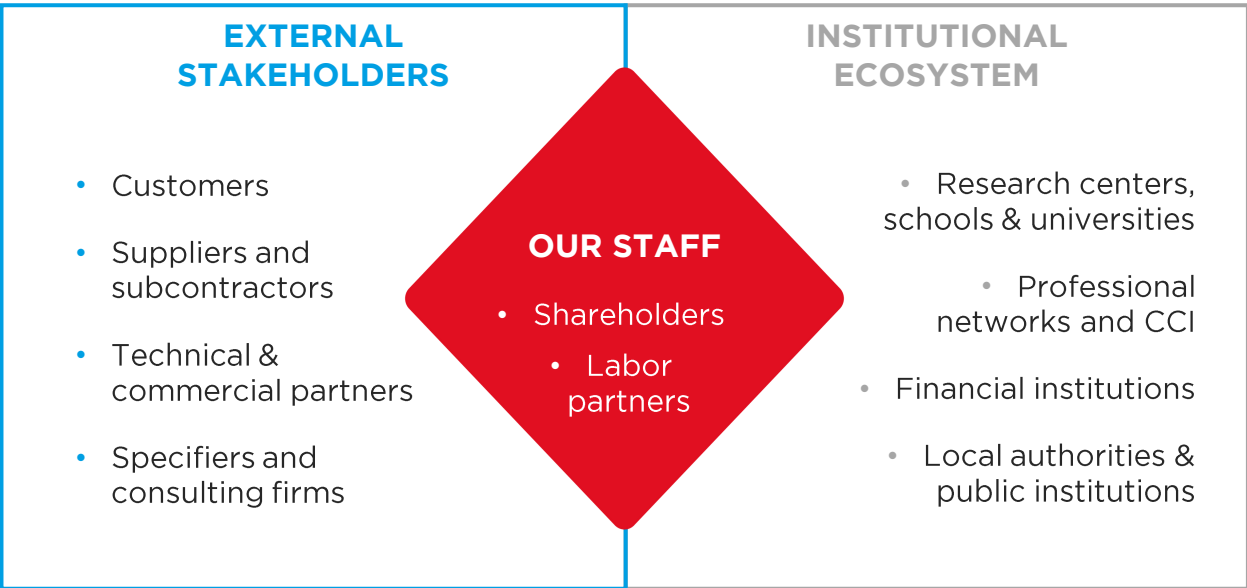 EXTERNAL
STAKEHOLDERS
• Customers
• Suppliers and
subcontractors
• Technical &
commercial partners
• Specifiers and
consulting firms
OUR STAFF
• Shareholders
• Labor
partners
INSTITUTIONAL
ECOSYSTEM
• Research centers,
schools & universities
• Professional
networks and CCI
• Financial institutions
• Local authorities &
public institutions